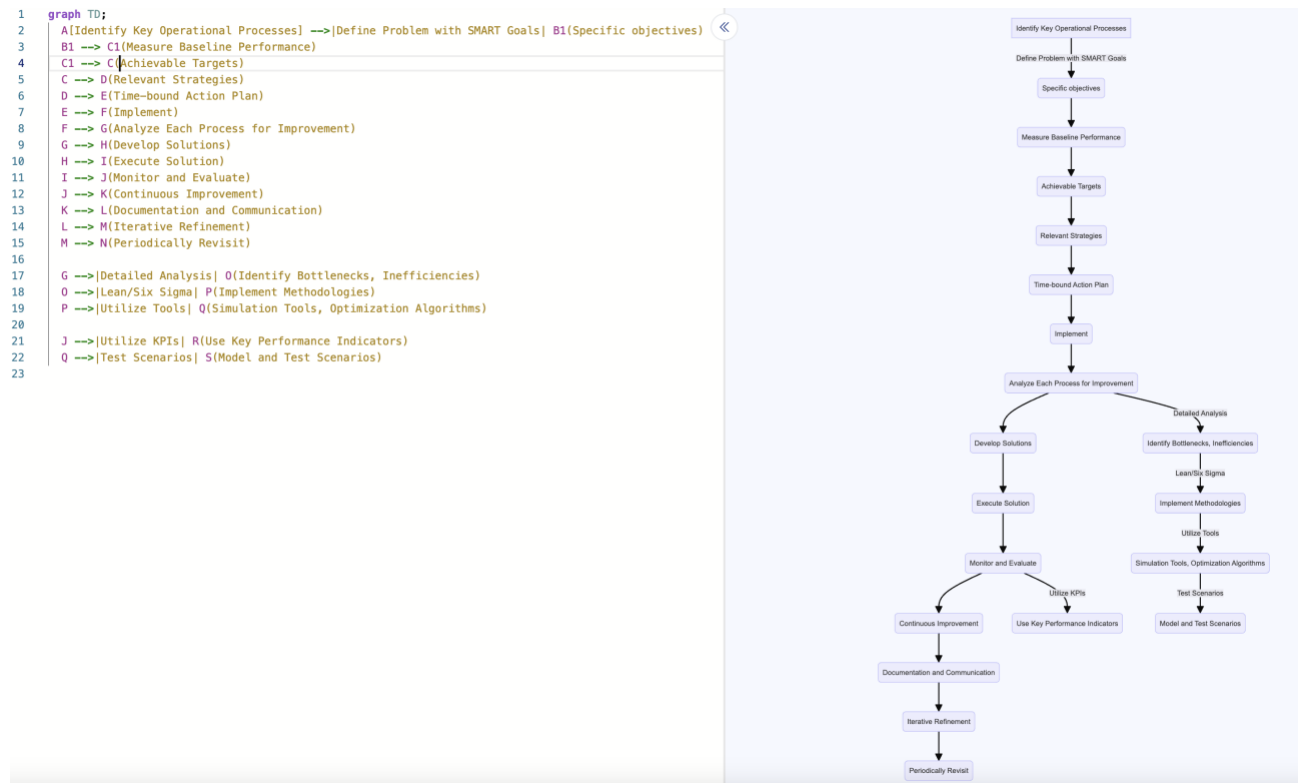 1 graph TD;
2 A[Identify Key Operational Processes] -->|Define Problem with SMART Goals| B1(Specific objectives)
3 B1 --> C1(Measure Baseline Performance)
4 C1 --> C(Achievable Targets)
5 C --> D(Relevant Strategies)
6 D --> E(Time-bound Action Plan)
7 E --> F(Implement)
8 F --> G(Analyze Each Process for Improvement)
9 G --> H(Develop Solutions)
10 H --> I(Execute Solution)
11 I --> J(Monitor and Evaluate)
12 J --> K(Continuous Improvement)
13 K --> L(Documentation and Communication)
14 L --> M(Iterative Refinement)
15 M --> N(Periodically Revisit)
16
17 G -->|Detailed Analysis| O(Identify Bottlenecks, Inefficiencies)
18 O -->|Lean/Six Sigma| P(Implement Methodologies)
19 P -->|Utilize Tools| Q(Simulation Tools, Optimization Algorithms)
20
21 J -->|Utilize KPIs| R(Use Key Performance Indicators)
22 Q -->|Test Scenarios| S(Model and Test Scenarios)
23
Identify Key Operational Processes
Define Problem with SMART Goals
Specific objectives
Measure Baseline Performance
Achievable Targets
Relevant Strategies
Time-bound Action Plan
Implement
Analyze Each Process for Improvement
Detailed Analysis
Develop Solutions
Identify Bottlenecks, Inefficiencies
Lean/Six Sigma
Execute Solution
Implement Methodologies
Utilize Tools
Monitor and Evaluate
Simulation Tools, Optimization Algorithms
Utilize KPIs
Test Scenarios
Continuous Improvement
Use Key Performance Indicators
Model and Test Scenarios
Documentation and Communication
Iterative Refinement
Periodically Revisit